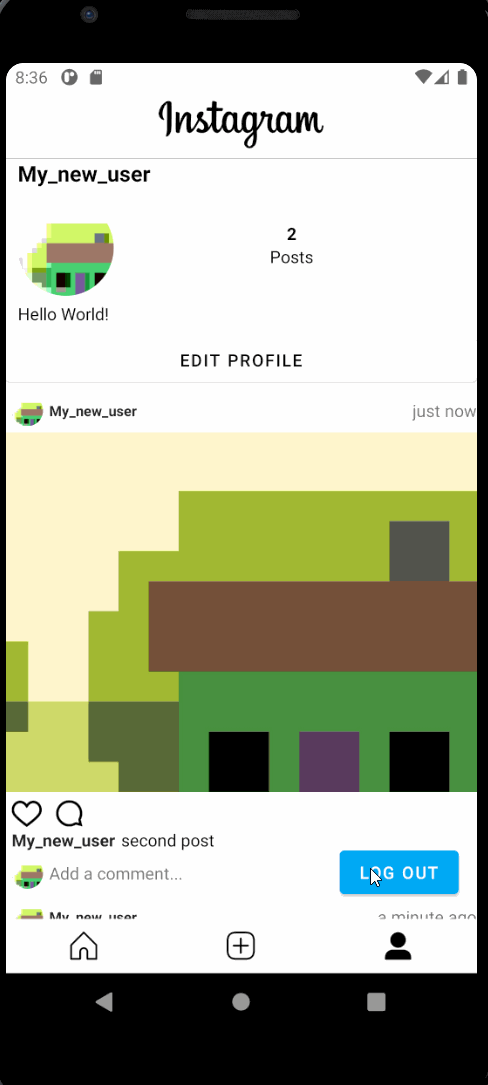 8:36
Instagram
My_new_user
2
Posts
Hello World!
EDIT PROFILE
My_new_user just now
My_new_user second post
Add a comment...
LOG OUT
My_new_user a minute ago